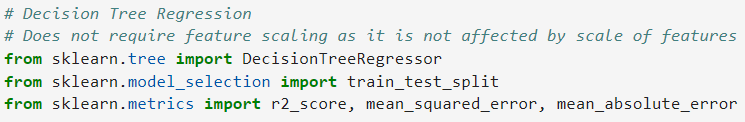 # Decision Tree Regression
# Does not require feature scaling as it is not affected by scale of features
from sklearn.tree import DecisionTreeRegressor
from sklearn.model_selection import train_test_split
from sklearn.metrics import r2_score, mean_squared_error, mean_absolute_error